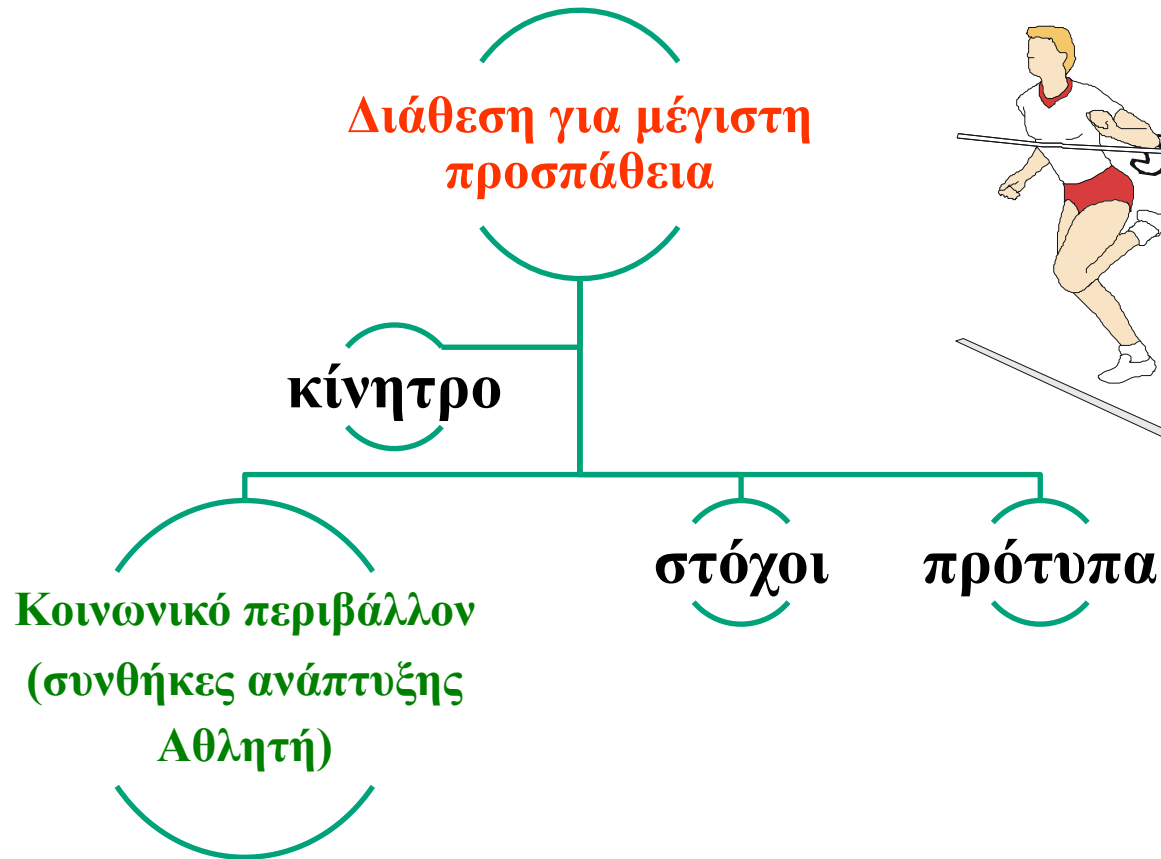 Διάθεση για μέγιστη
προσπάθεια
κίνητρο
Κοινωνικό περιβάλλον
(συνθήκες ανάπτυξης
Αθλητή)
στόχοι
πρότυπα